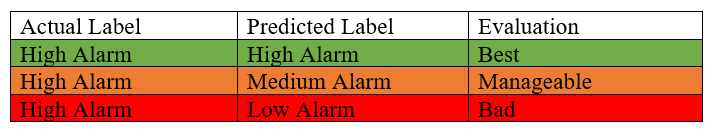 Actual Label Predicted Label Evaluation
High Alarm High Alarm Best
High Alarm Medium Alarm Manageable
High Alarm Low Alarm Bad